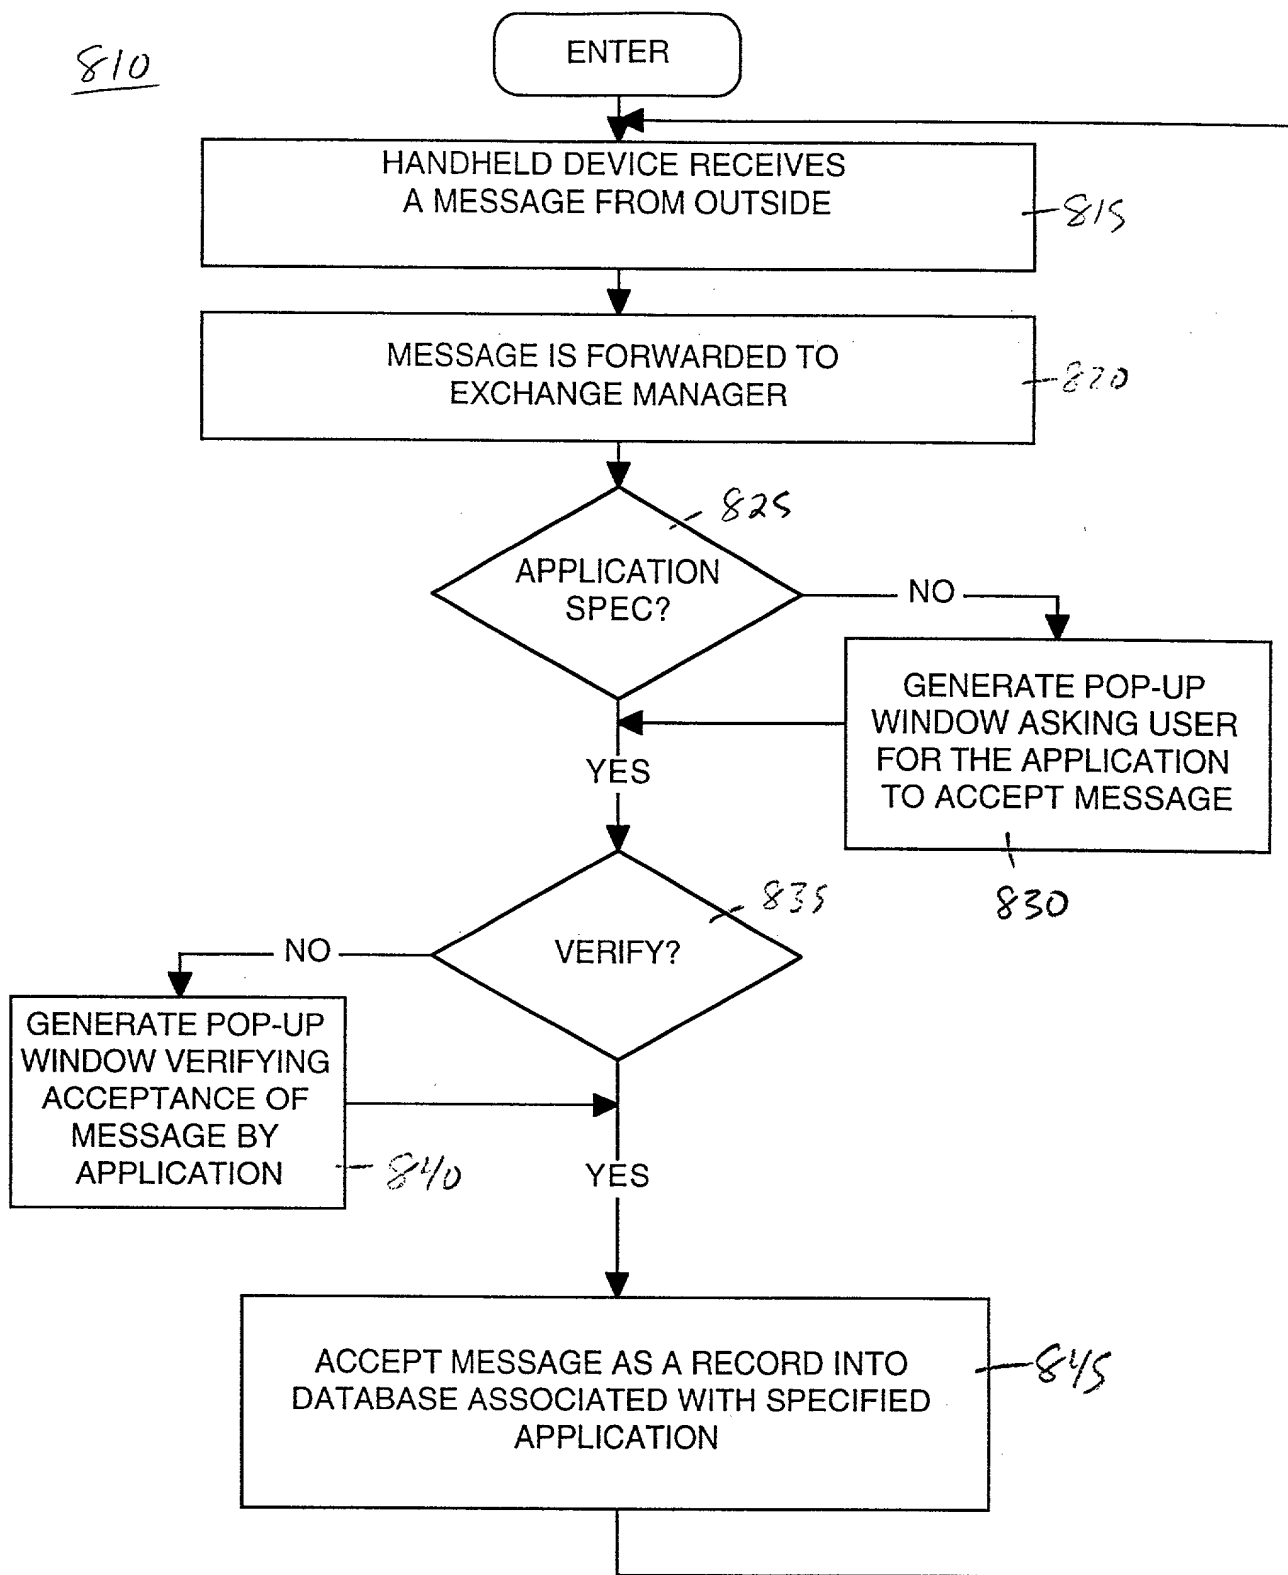 810
ENTER
HANDHELD DEVICE RECEIVES
A MESSAGE FROM OUTSIDE
815
MESSAGE IS FORWARDED TO
EXCHANGE MANAGER
820
825
APPLICATION
SPEC?
NO
GENERATE POP-UP
WINDOW ASKING USER
FOR THE APPLICATION
TO ACCEPT MESSAGE
830
YES
835
VERIFY?
NO
GENERATE POP-UP
WINDOW VERIFYING
ACCEPTANCE OF
MESSAGE BY
APPLICATION
840
YES
ACCEPT MESSAGE AS A RECORD INTO
DATABASE ASSOCIATED WITH SPECIFIED
APPLICATION
845